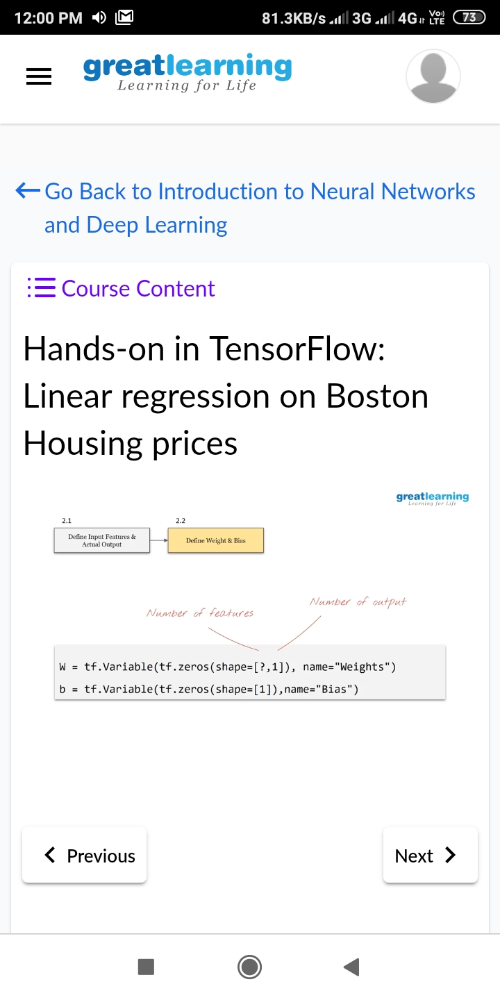 12:00 PM 81.3KB/s 3G 4G Vo)) LTE 73
greatlearning
Learning for Life
Go Back to Introduction to Neural Networks
and Deep Learning
Course Content
Hands-on in TensorFlow:
Linear regression on Boston
Housing prices
greatlearning
Learning for Life
2.1 2.2
Define Input Features &
Actual Output
Define Weight & Bias
Number of output
Number of features
W = tf.Variable(tf.zeros(shape=[?,1]), name="Weights")
b = tf.Variable(tf.zeros(shape=[1]),name="Bias")
Previous Next